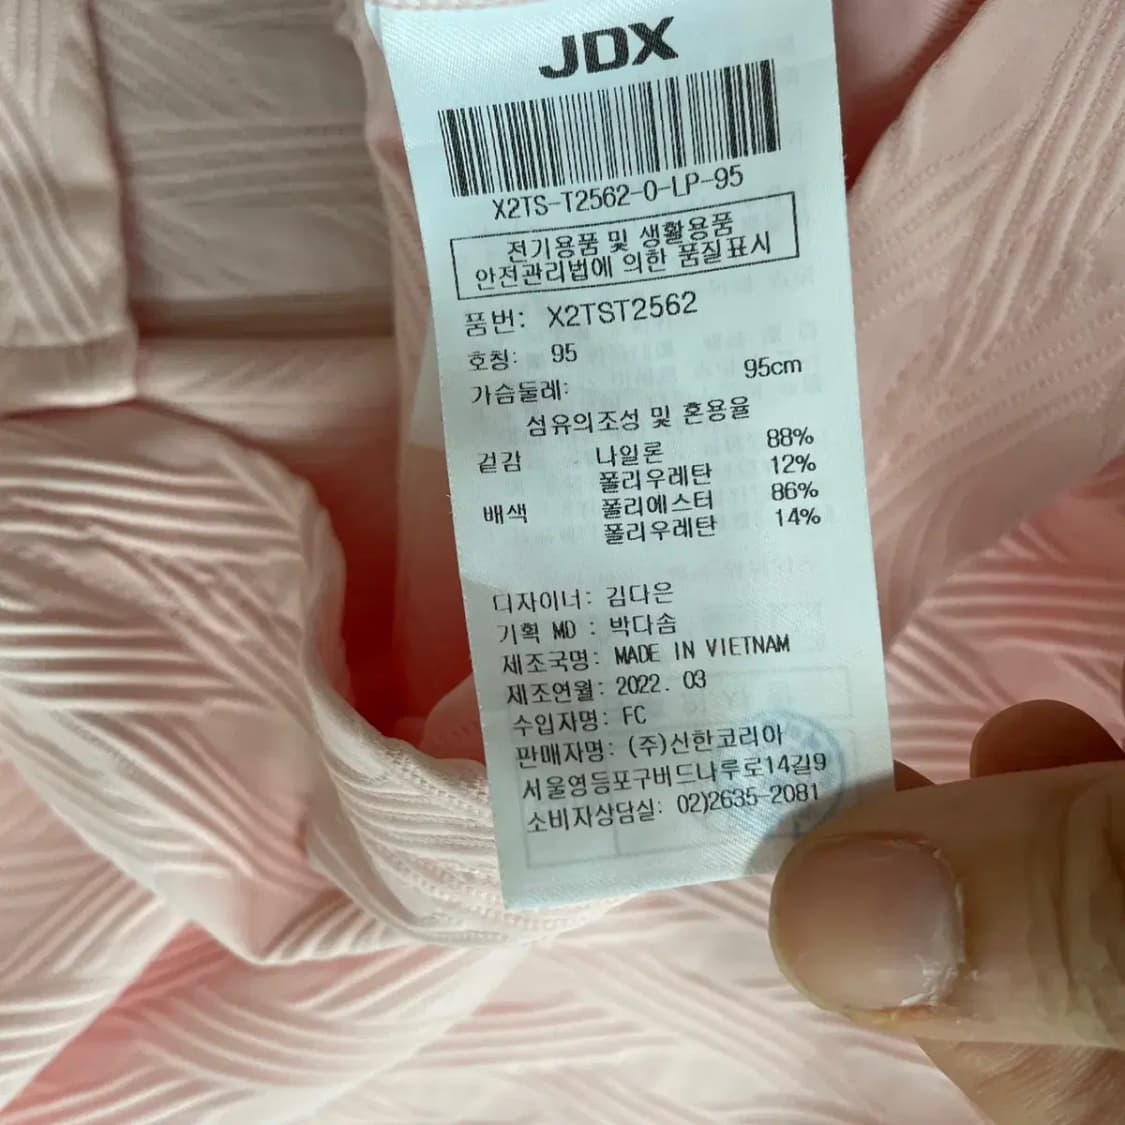 JDX
X2TS-T2562-0-LP-95
전기용품 및 생활용품
안전관리법에 의한 품질표시
품번: X2TST2562
호칭: 95
가슴둘레: 95cm
섬유의조성 및 혼용율
겉감 나일론 88%
폴리우레탄 12%
배색 폴리에스터 86%
폴리우레탄 14%
디자이너: 김다은
기획 MD : 박다솜
제조국명: MADE IN VIETNAM
제조연월: 2022. 03
수입자명: FC
판매자명: (주)신한코리아
서울영등포구버드나루로14길9
소비자상담실: 02)2635-2081